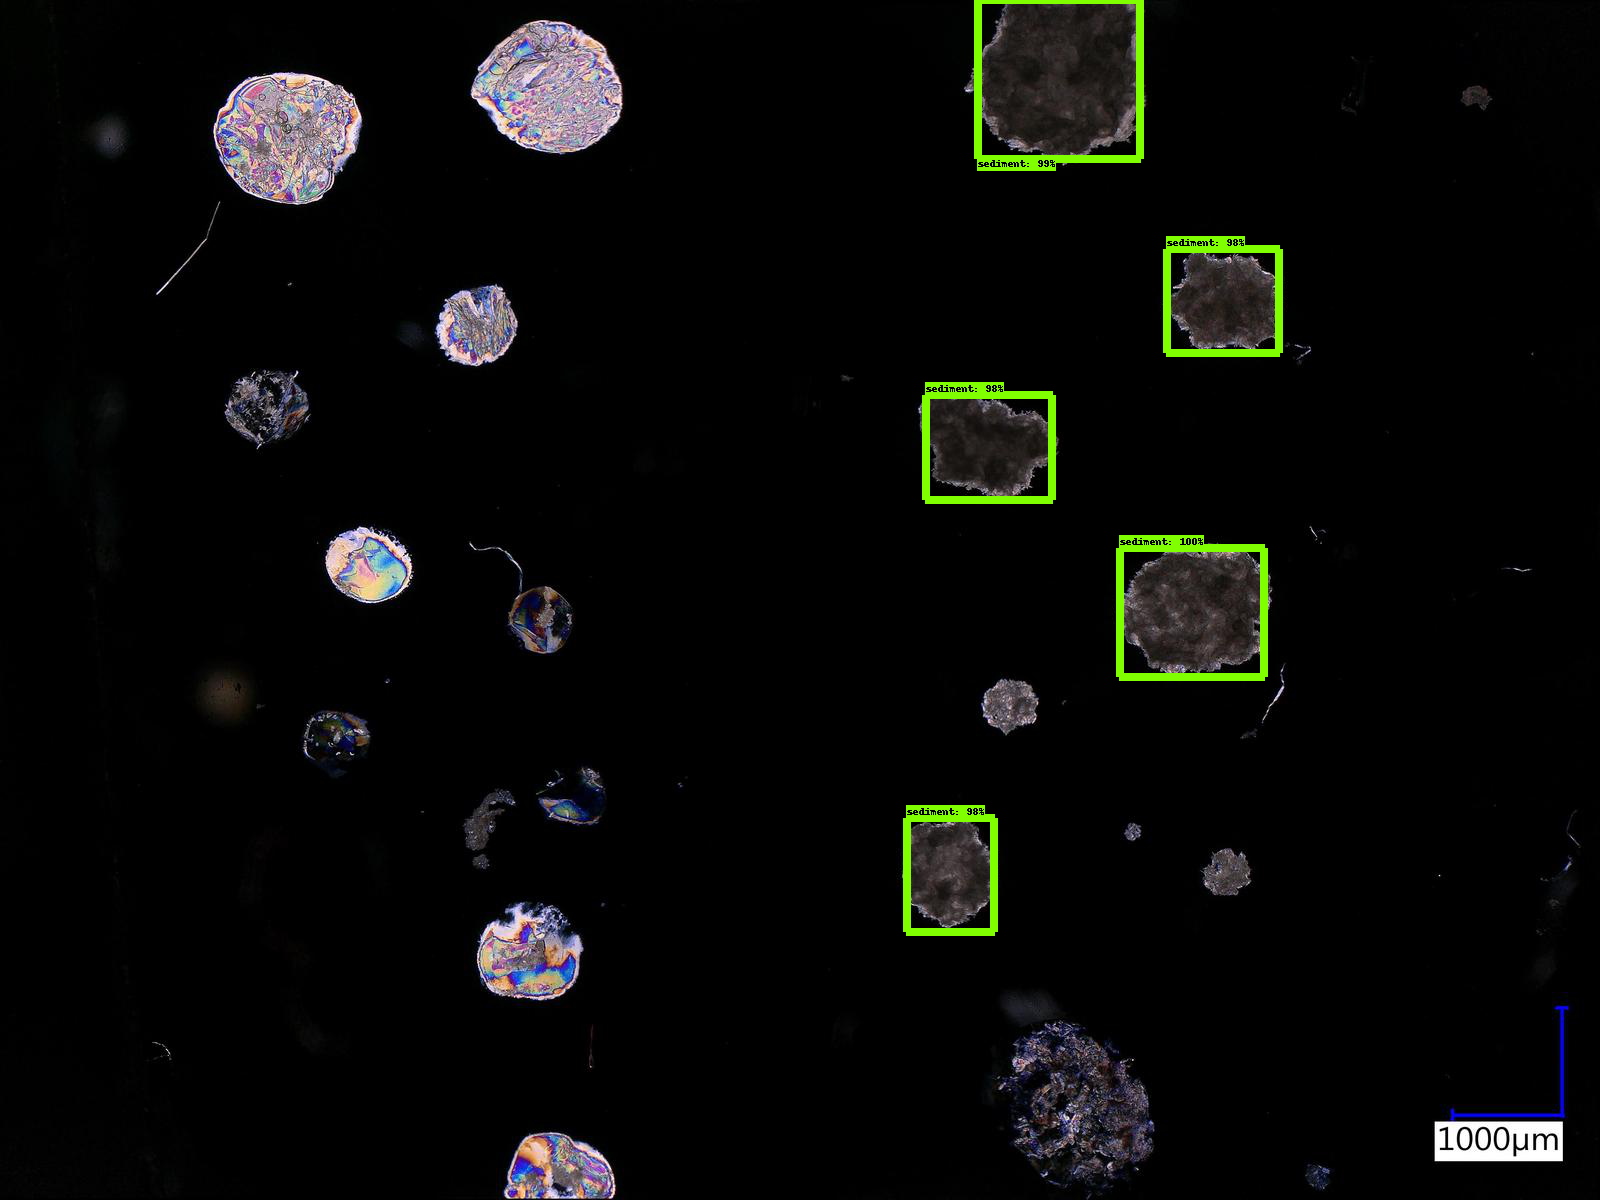 sediment: 99%
sediment: 98%
sediment: 98%
sediment: 100%
sediment: 98%
1000µm